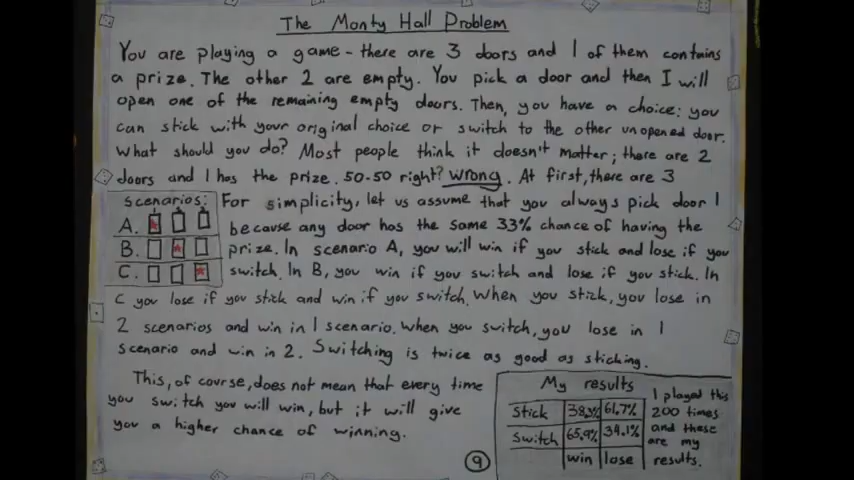 The Monty Hall Problem
You are playing a game - there are 3 doors and 1 of them contains
a prize. The other 2 are empty. You pick a door and then I will
open one of the remaining empty doors. Then, you have a choice: you
can stick with your original choice or switch to the other unopened door.
What should you do? Most people think it doesn't matter; there are 2
doors and 1 has the prize. 50-50 right? Wrong. At first, there are 3
scenarios:
A.
B.
C.
For simplicity, let us assume that you always pick door 1
because any door has the same 33% chance of having the
prize. In scenario A, you will win if you stick and lose if you
switch. In B, you win if you switch and lose if you stick. In
C you lose if you stick and win if you switch. When you stick, you lose in
2 scenarios and win in 1 scenario. When you switch, you lose in 1
scenario and win in 2. Switching is twice as good as sticking.
This, of course, does not mean that every time
you switch you will win, but it will give
you a higher chance of winning.
9
My results
Stick 38.3% 61.7%
Switch 65.9% 34.1%
win lose
I played this
200 times
and these
are my
results.